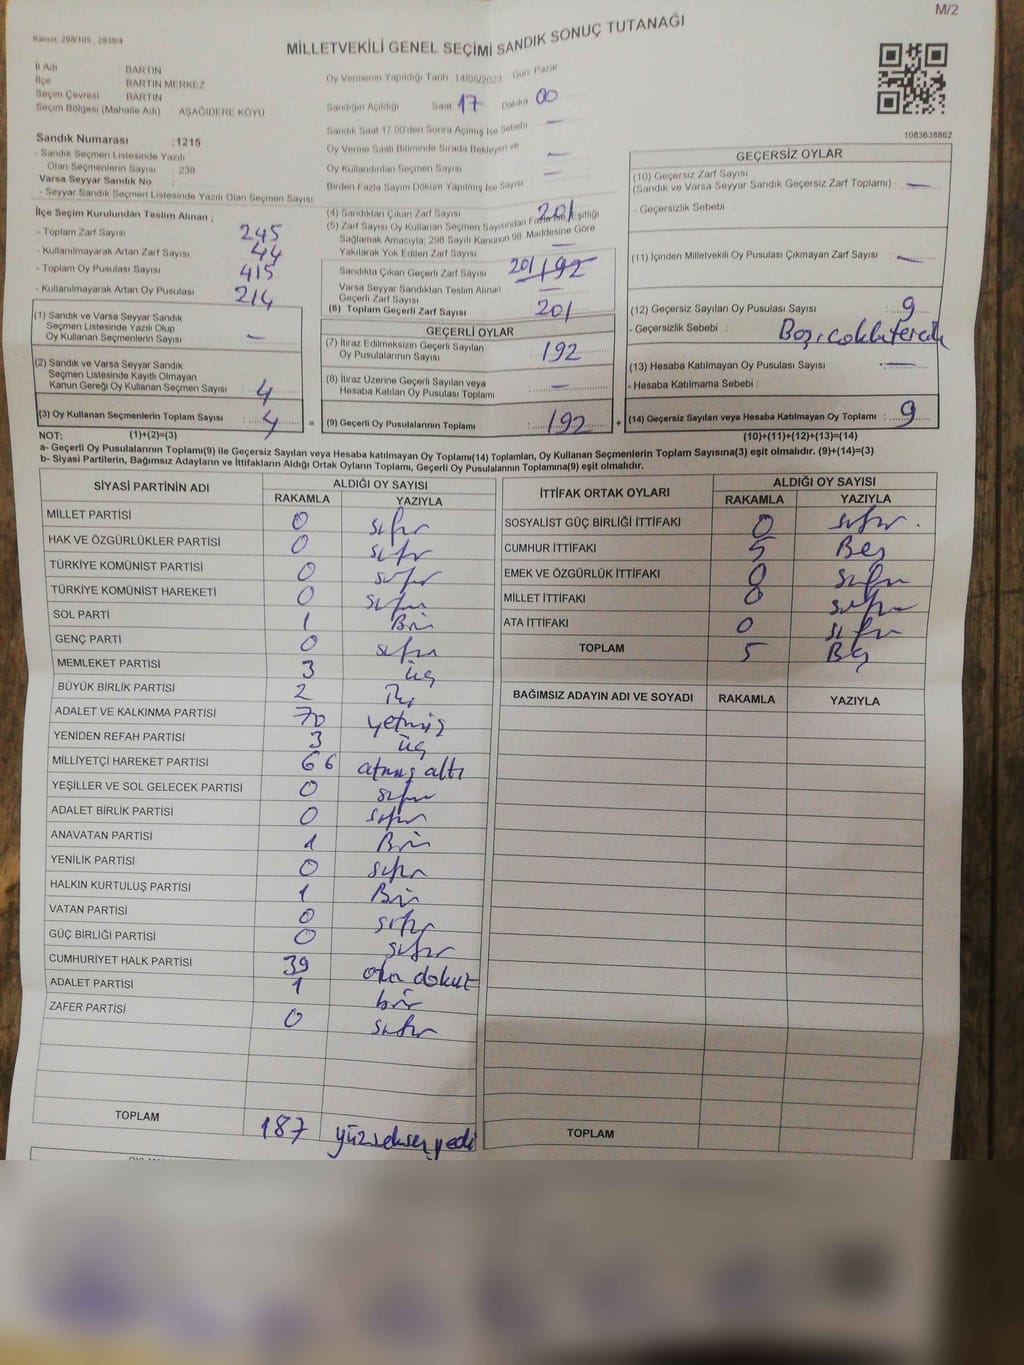 M/2
Kanun: 298/105 2839/4
MİLLETVEKİLİ GENEL SEÇİMİ SANDIK SONUÇ TUTANAĞI
İl Adı BARTIN
İlçe BARTIN MERKEZ
Seçim Çevresi BARTIN
Seçim Bölgesi (Mahalle Adı) AŞAĞIDERE KÖYÜ
Oy Vermenin Yapıldığı Tarih 14/05/2023 Gün Pazar
Sandığın Açıldığı Saat 17 Dakika 00
Sandık Saat 17 00'den Sonra Açılmış İse Sebebi —
Oy Verme Saati Bitiminde Sırada Bekleyen ve
Oy Kullandırılan Seçmen Sayısı —
Birden Fazla Sayım Döküm Yapılmış İse Sayısı —
1083638862
Sandık Numarası : 1215
- Sandık Seçmen Listesinde Yazılı
Olan Seçmenlerin Sayısı : 238
Varsa Seyyar Sandık No :
- Seyyar Sandık Seçmen Listesinde Yazılı Olan Seçmen Sayısı
İlçe Seçim Kurulundan Teslim Alınan ;
- Toplam Zarf Sayısı 245
- Kullanılmayarak Artan Zarf Sayısı 44
- Toplam Oy Pusulası Sayısı 415
- Kullanılmayarak Artan Oy Pusulası 214
(1) Sandık ve Varsa Seyyar Sandık
Seçmen Listesinde Yazılı Olup
Oy Kullanan Seçmenlerin Sayısı —
(2) Sandık ve Varsa Seyyar Sandık
Seçmen Listesinde Kayıtlı Olmayan
Kanun Gereği Oy Kullanan Seçmen Sayısı 4
(3) Oy Kullanan Seçmenlerin Toplam Sayısı 4
(4) Sandıktan Çıkan Zarf Sayısı 201
(5) Zarf Sayısı Oy Kullanan Seçmen Sayısından Fazla İse, Eşitliği
Sağlamak Amacıyla, 298 Sayılı Kanunun 98. Maddesine Göre
Yakılarak Yok Edilen Zarf Sayısı —
Sandıkta Çıkan Geçerli Zarf Sayısı 201 192
Varsa Seyyar Sandıktan Teslim Alınan
Geçerli Zarf Sayısı —
(6) Toplam Geçerli Zarf Sayısı 201
GEÇERLİ OYLAR
(7) İtiraz Edilmeksizin Geçerli Sayılan
Oy Pusulalarının Sayısı 192
(8) İtiraz Üzerine Geçerli Sayılan veya
Hesaba Katılan Oy Pusulası Toplamı —
= (9) Geçerli Oy Pusulalarının Toplamı 192
GEÇERSİZ OYLAR
(10) Geçersiz Zarf Sayısı
(Sandık ve Varsa Seyyar Sandık Geçersiz Zarf Toplamı) : —
- Geçersizlik Sebebi :
(11) İçinden Milletvekili Oy Pusulası Çıkmayan Zarf Sayısı : —
(12) Geçersiz Sayılan Oy Pusulası Sayısı : 9
- Geçersizlik Sebebi :
(13) Hesaba Katılmayan Oy Pusulası Sayısı : —
- Hesaba Katılmama Sebebi :
+ (14) Geçersiz Sayılan veya Hesaba Katılmayan Oy Toplamı : 9
NOT: (1)+(2)=(3)
(10)+(11)+(12)+(13)=(14)
a- Geçerli Oy Pusulalarının Toplamı(9) ile Geçersiz Sayılan veya Hesaba katılmayan Oy Toplamı(14) Toplamları, Oy Kullanan Seçmenlerin Toplam Sayısına(3) eşit olmalıdır. (9)+(14)=(3)
b- Siyasi Partilerin, Bağımsız Adayların ve İttifakların Aldığı Ortak Oyların Toplamı, Geçerli Oy Pusulalarının Toplamına(9) eşit olmalıdır.
SİYASİ PARTİNİN ADI ALDIĞI OY SAYISI
RAKAMLA YAZIYLA
MİLLET PARTİSİ 0 sıfır
HAK VE ÖZGÜRLÜKLER PARTİSİ 0 sıfır
TÜRKİYE KOMÜNİST PARTİSİ 0 sıfır
TÜRKİYE KOMÜNİST HAREKETİ 0 sıfır
SOL PARTİ 1 Bir
GENÇ PARTİ 0 sıfır
MEMLEKET PARTİSİ 3 üç
BÜYÜK BİRLİK PARTİSİ 2 İki
ADALET VE KALKINMA PARTİSİ 70 yetmiş
YENİDEN REFAH PARTİSİ 3 üç
MİLLİYETÇİ HAREKET PARTİSİ 66 atmış altı
YEŞİLLER VE SOL GELECEK PARTİSİ 0 sıfır
ADALET BİRLİK PARTİSİ 0 sıfır
ANAVATAN PARTİSİ 1 Bir
YENİLİK PARTİSİ 0 sıfır
HALKIN KURTULUŞ PARTİSİ 1 Bir
VATAN PARTİSİ 0 sıfır
GÜÇ BİRLİĞİ PARTİSİ 0 sıfır
CUMHURİYET HALK PARTİSİ 39 otuz dokuz
ADALET PARTİSİ 1 bir
ZAFER PARTİSİ 0 sıfır
TOPLAM 187 yüzseksen yedi
İTTİFAK ORTAK OYLARI ALDIĞI OY SAYISI
RAKAMLA YAZIYLA
SOSYALİST GÜÇ BİRLİĞİ İTTİFAKI 0 sıfır.
CUMHUR İTTİFAKI 5 Beş
EMEK VE ÖZGÜRLÜK İTTİFAKI 0 sıfır
MİLLET İTTİFAKI 0 sıfır
ATA İTTİFAKI 0 sıfır
TOPLAM 5 Beş
BAĞIMSIZ ADAYIN ADI VE SOYADI RAKAMLA YAZIYLA
TOPLAM